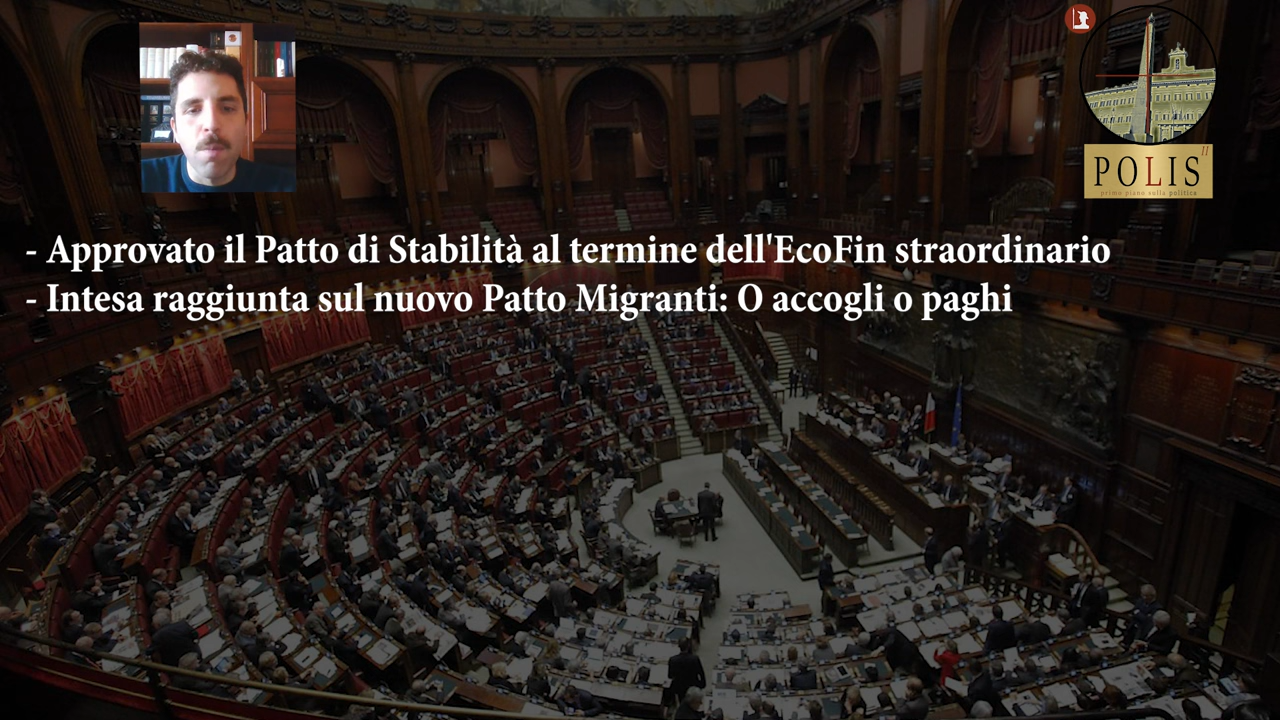 POLIS II
primo piano sulla politica
- Approvato il Patto di Stabilità al termine dell'EcoFin straordinario
- Intesa raggiunta sul nuovo Patto Migranti: O accogli o paghi